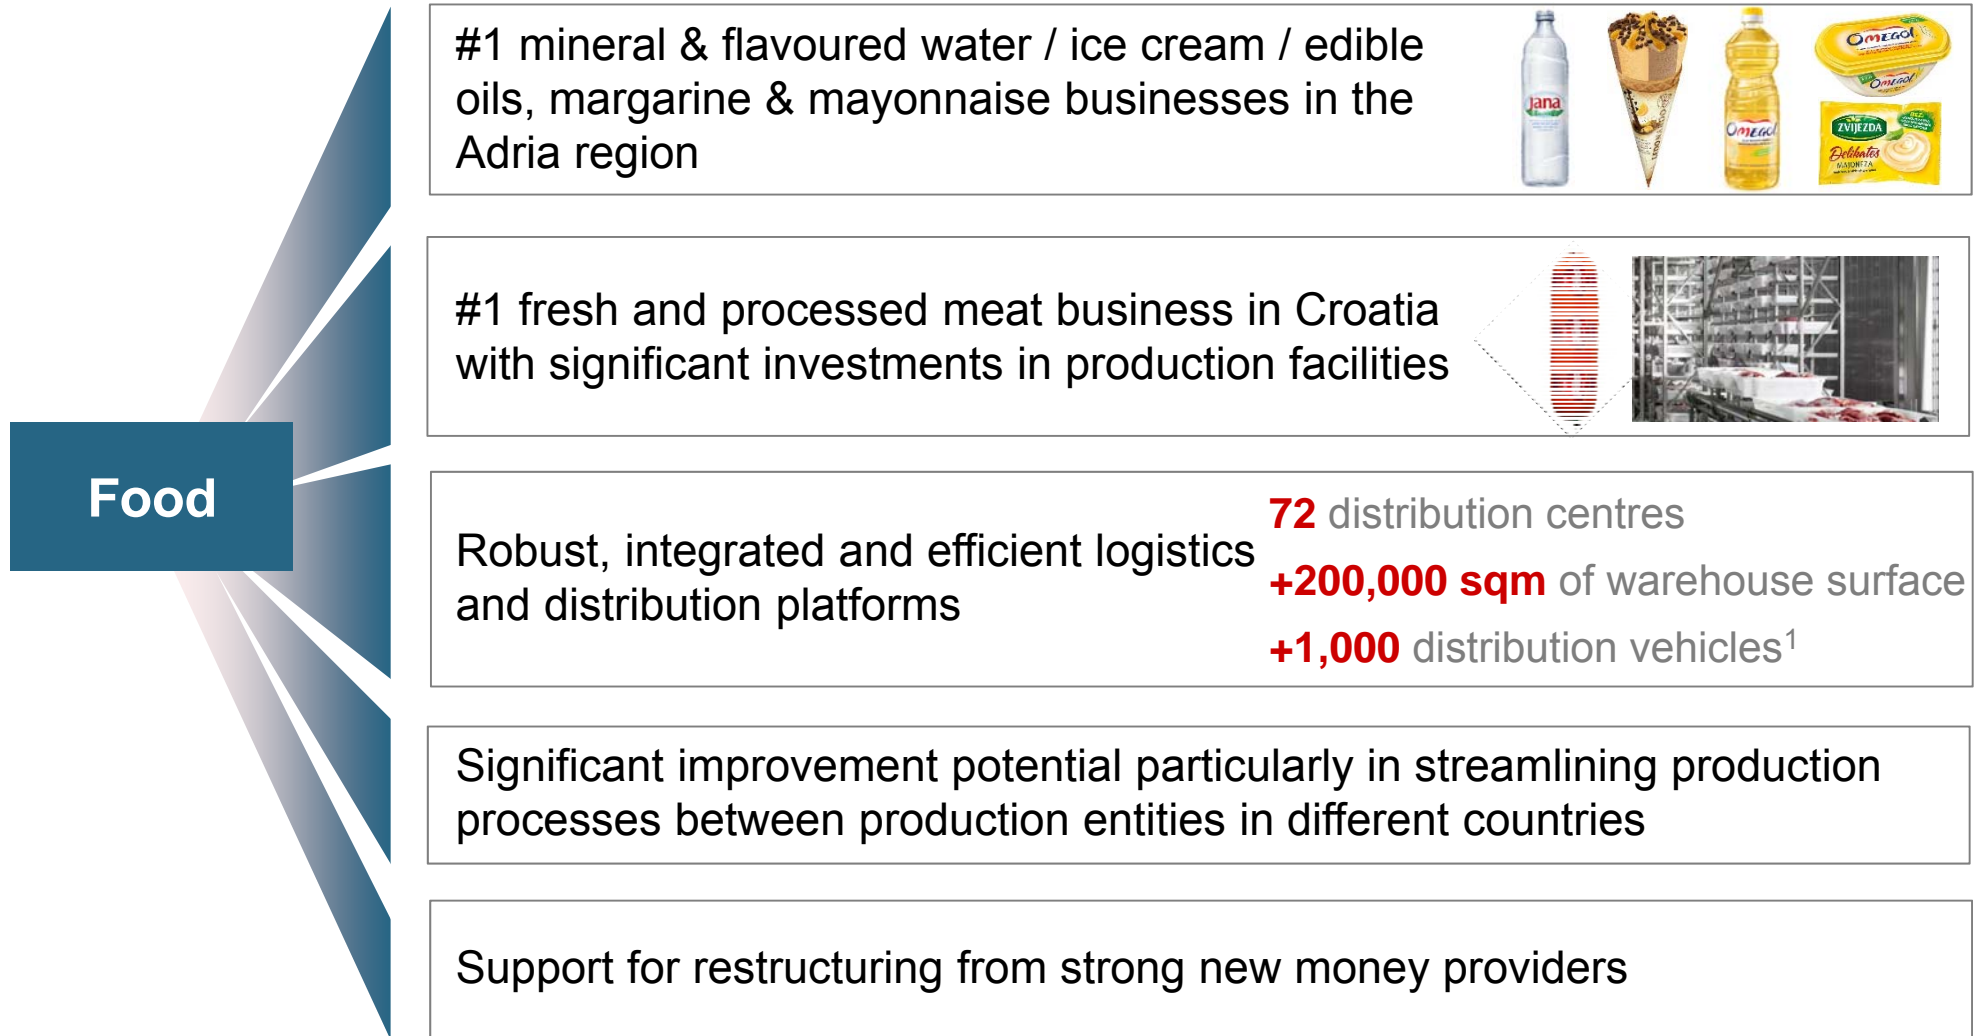 #1 mineral & flavoured water / ice cream / edible
oils, margarine & mayonnaise businesses in the
Adria region
Jana
Omegol
Omegol
Omegol
ZVIJEZDA
Delikates
MAJONEZA
#1 fresh and processed meat business in Croatia
with significant investments in production facilities
Food
Robust, integrated and efficient logistics
and distribution platforms
72 distribution centres
+200,000 sqm of warehouse surface
+1,000 distribution vehicles¹
Significant improvement potential particularly in streamlining production
processes between production entities in different countries
Support for restructuring from strong new money providers